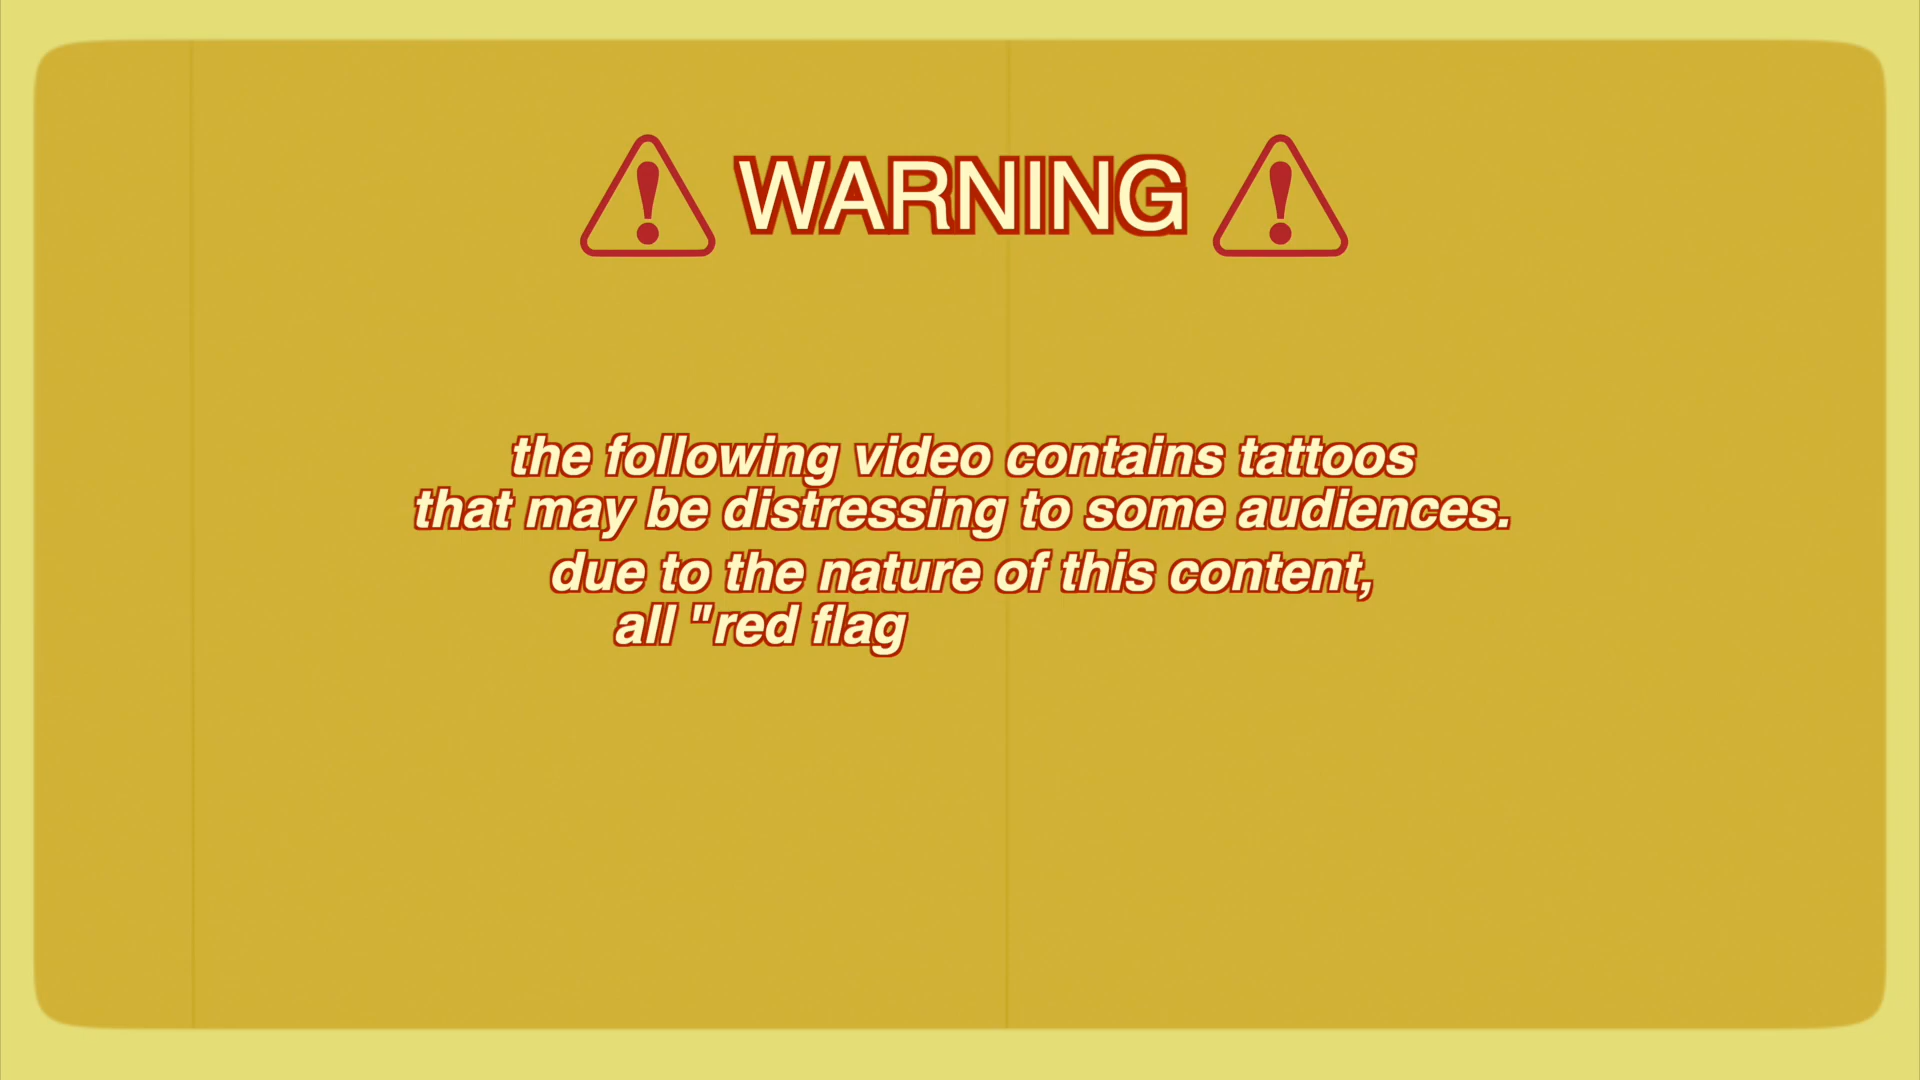 WARNING
the following video contains tattoos
that may be distressing to some audiences.
due to the nature of this content,
all "red flag